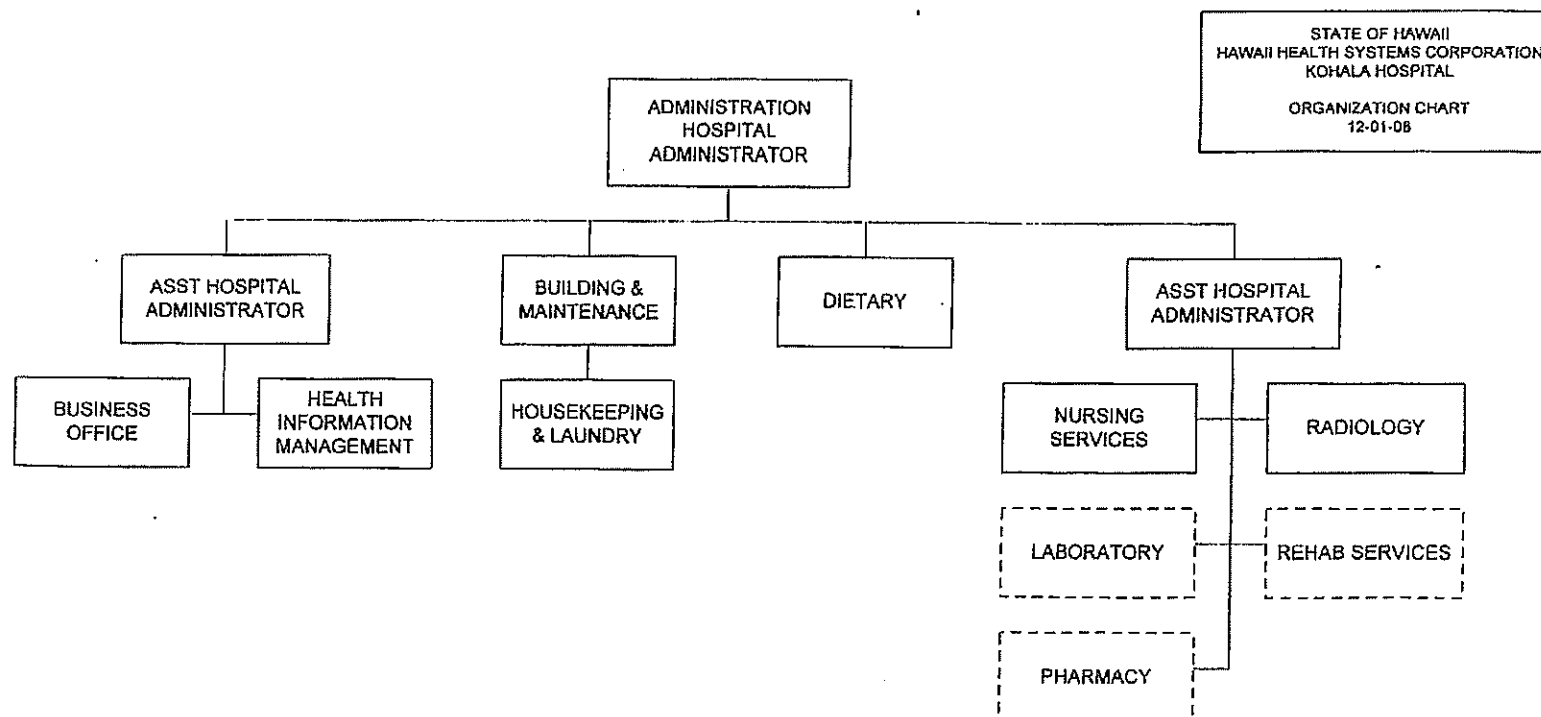 STATE OF HAWAII
HAWAII HEALTH SYSTEMS CORPORATION
KOHALA HOSPITAL
ORGANIZATION CHART
12-01-08
ADMINISTRATION
HOSPITAL
ADMINISTRATOR
ASST HOSPITAL
ADMINISTRATOR
BUILDING &
MAINTENANCE
DIETARY
ASST HOSPITAL
ADMINISTRATOR
BUSINESS
OFFICE
HEALTH
INFORMATION
MANAGEMENT
HOUSEKEEPING
& LAUNDRY
NURSING
SERVICES
RADIOLOGY
LABORATORY
REHAB SERVICES
PHARMACY